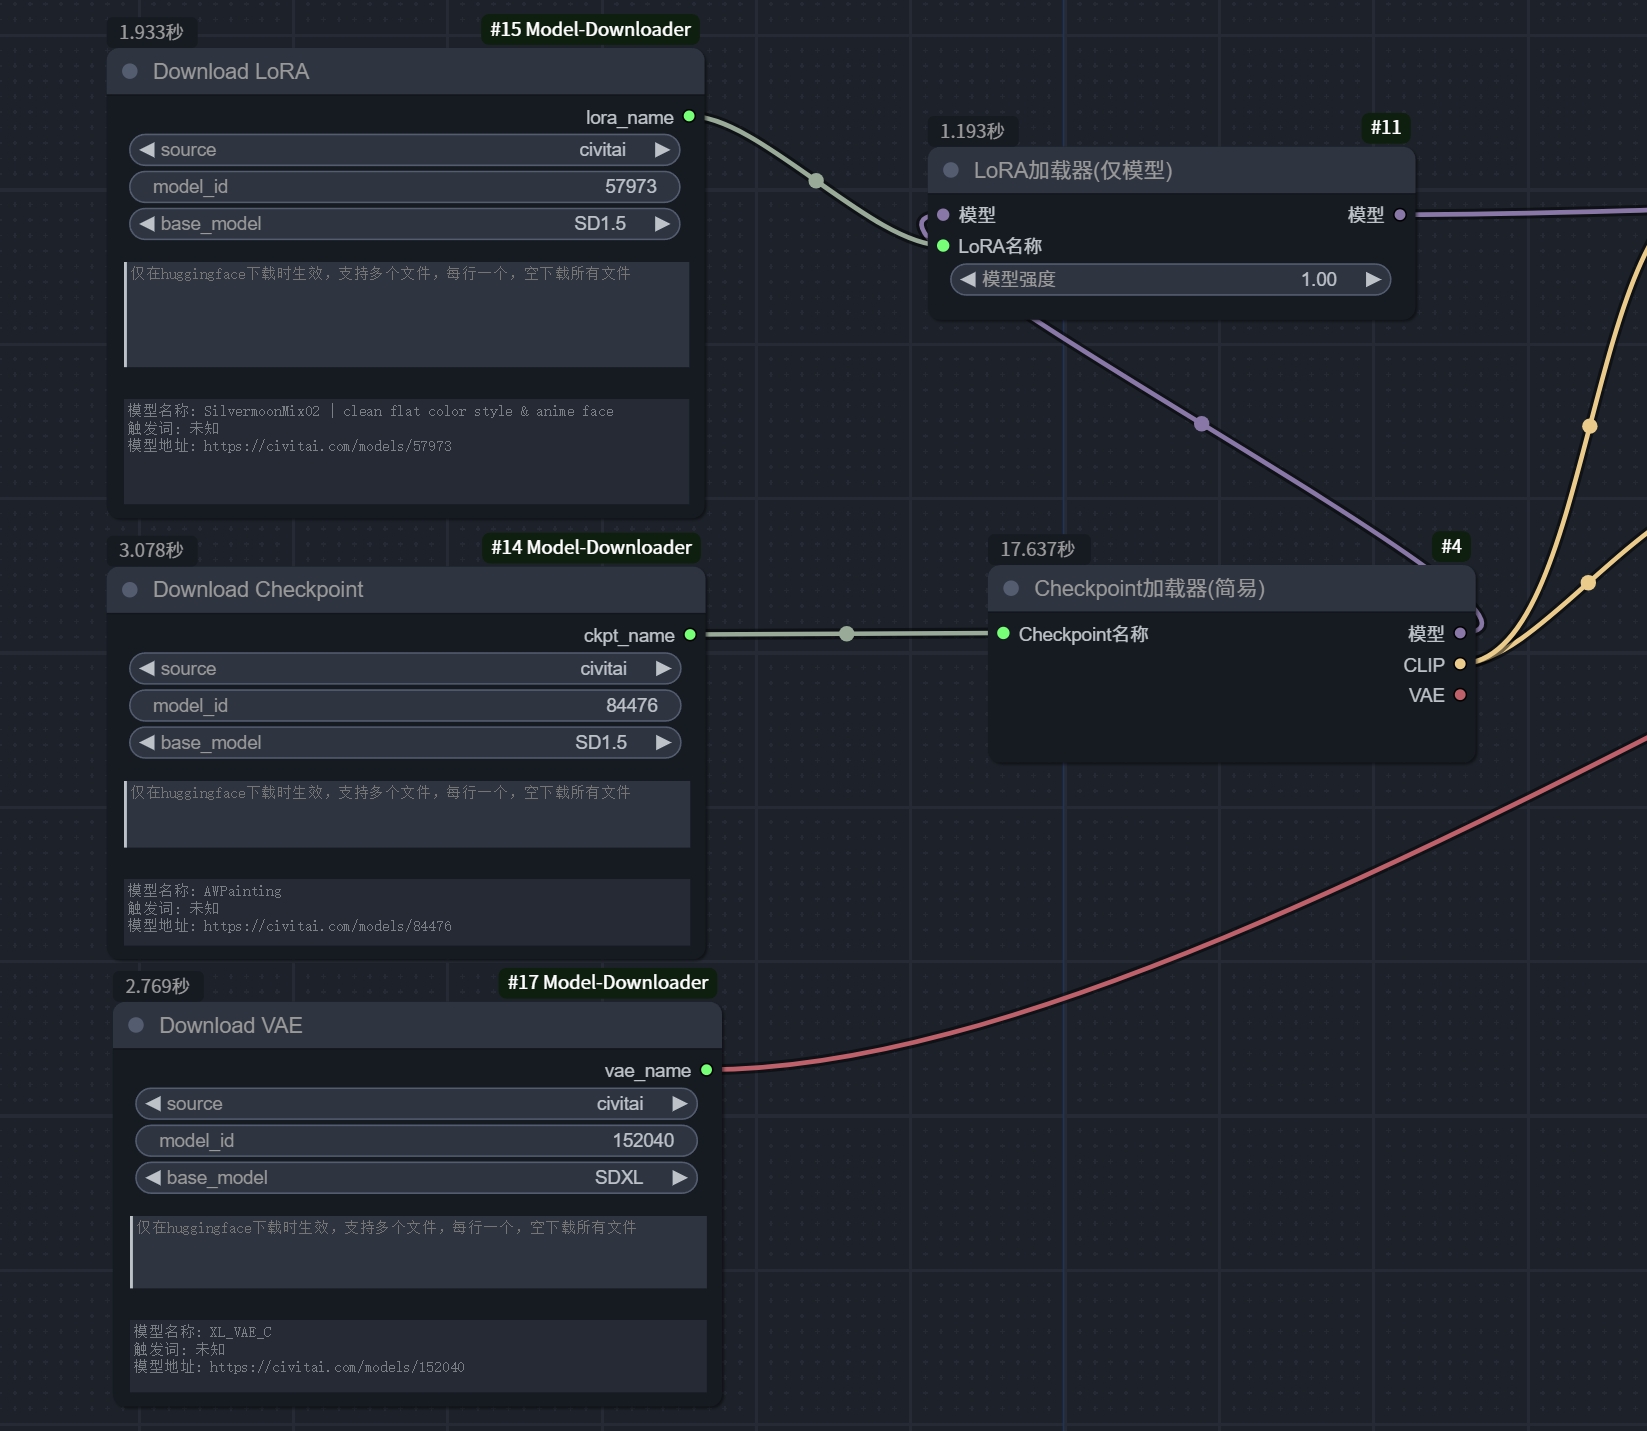 1.933秒
#15 Model-Downloader
Download LoRA
lora_name
source civitai
model_id 57973
base_model SD1.5
仅在huggingface下载时生效，支持多个文件，每行一个，空下载所有文件
模型名称: SilvermoonMix02 | clean flat color style & anime face
触发词: 未知
模型地址: https://civitai.com/models/57973
1.193秒
#11
LoRA加载器(仅模型)
模型 模型
LoRA名称
模型强度 1.00
3.078秒
#14 Model-Downloader
Download Checkpoint
ckpt_name
source civitai
model_id 84476
base_model SD1.5
仅在huggingface下载时生效，支持多个文件，每行一个，空下载所有文件
模型名称: AWPainting
触发词: 未知
模型地址: https://civitai.com/models/84476
17.637秒
#4
Checkpoint加载器(简易)
Checkpoint名称 模型
CLIP
VAE
2.769秒
#17 Model-Downloader
Download VAE
vae_name
source civitai
model_id 152040
base_model SDXL
仅在huggingface下载时生效，支持多个文件，每行一个，空下载所有文件
模型名称: XL_VAE_C
触发词: 未知
模型地址: https://civitai.com/models/152040